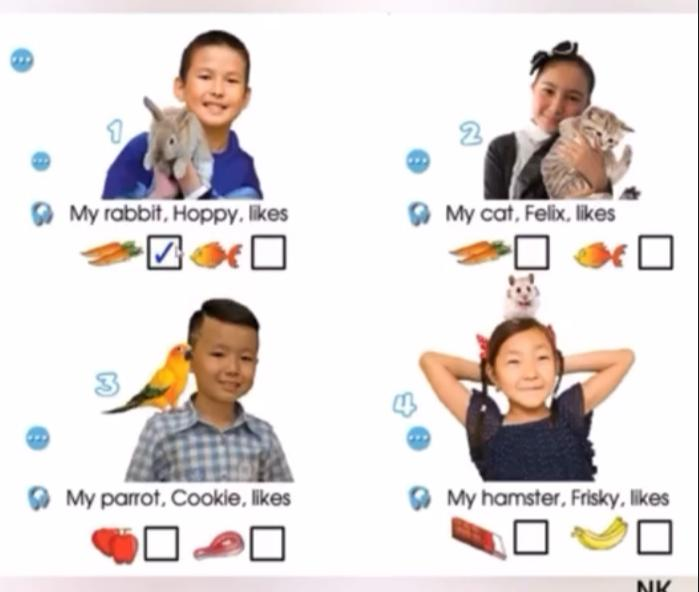 1
2
My rabbit, Hoppy, likes
My cat, Felix, likes
3
4
My parrot, Cookie, likes
My hamster, Frisky, likes
NK